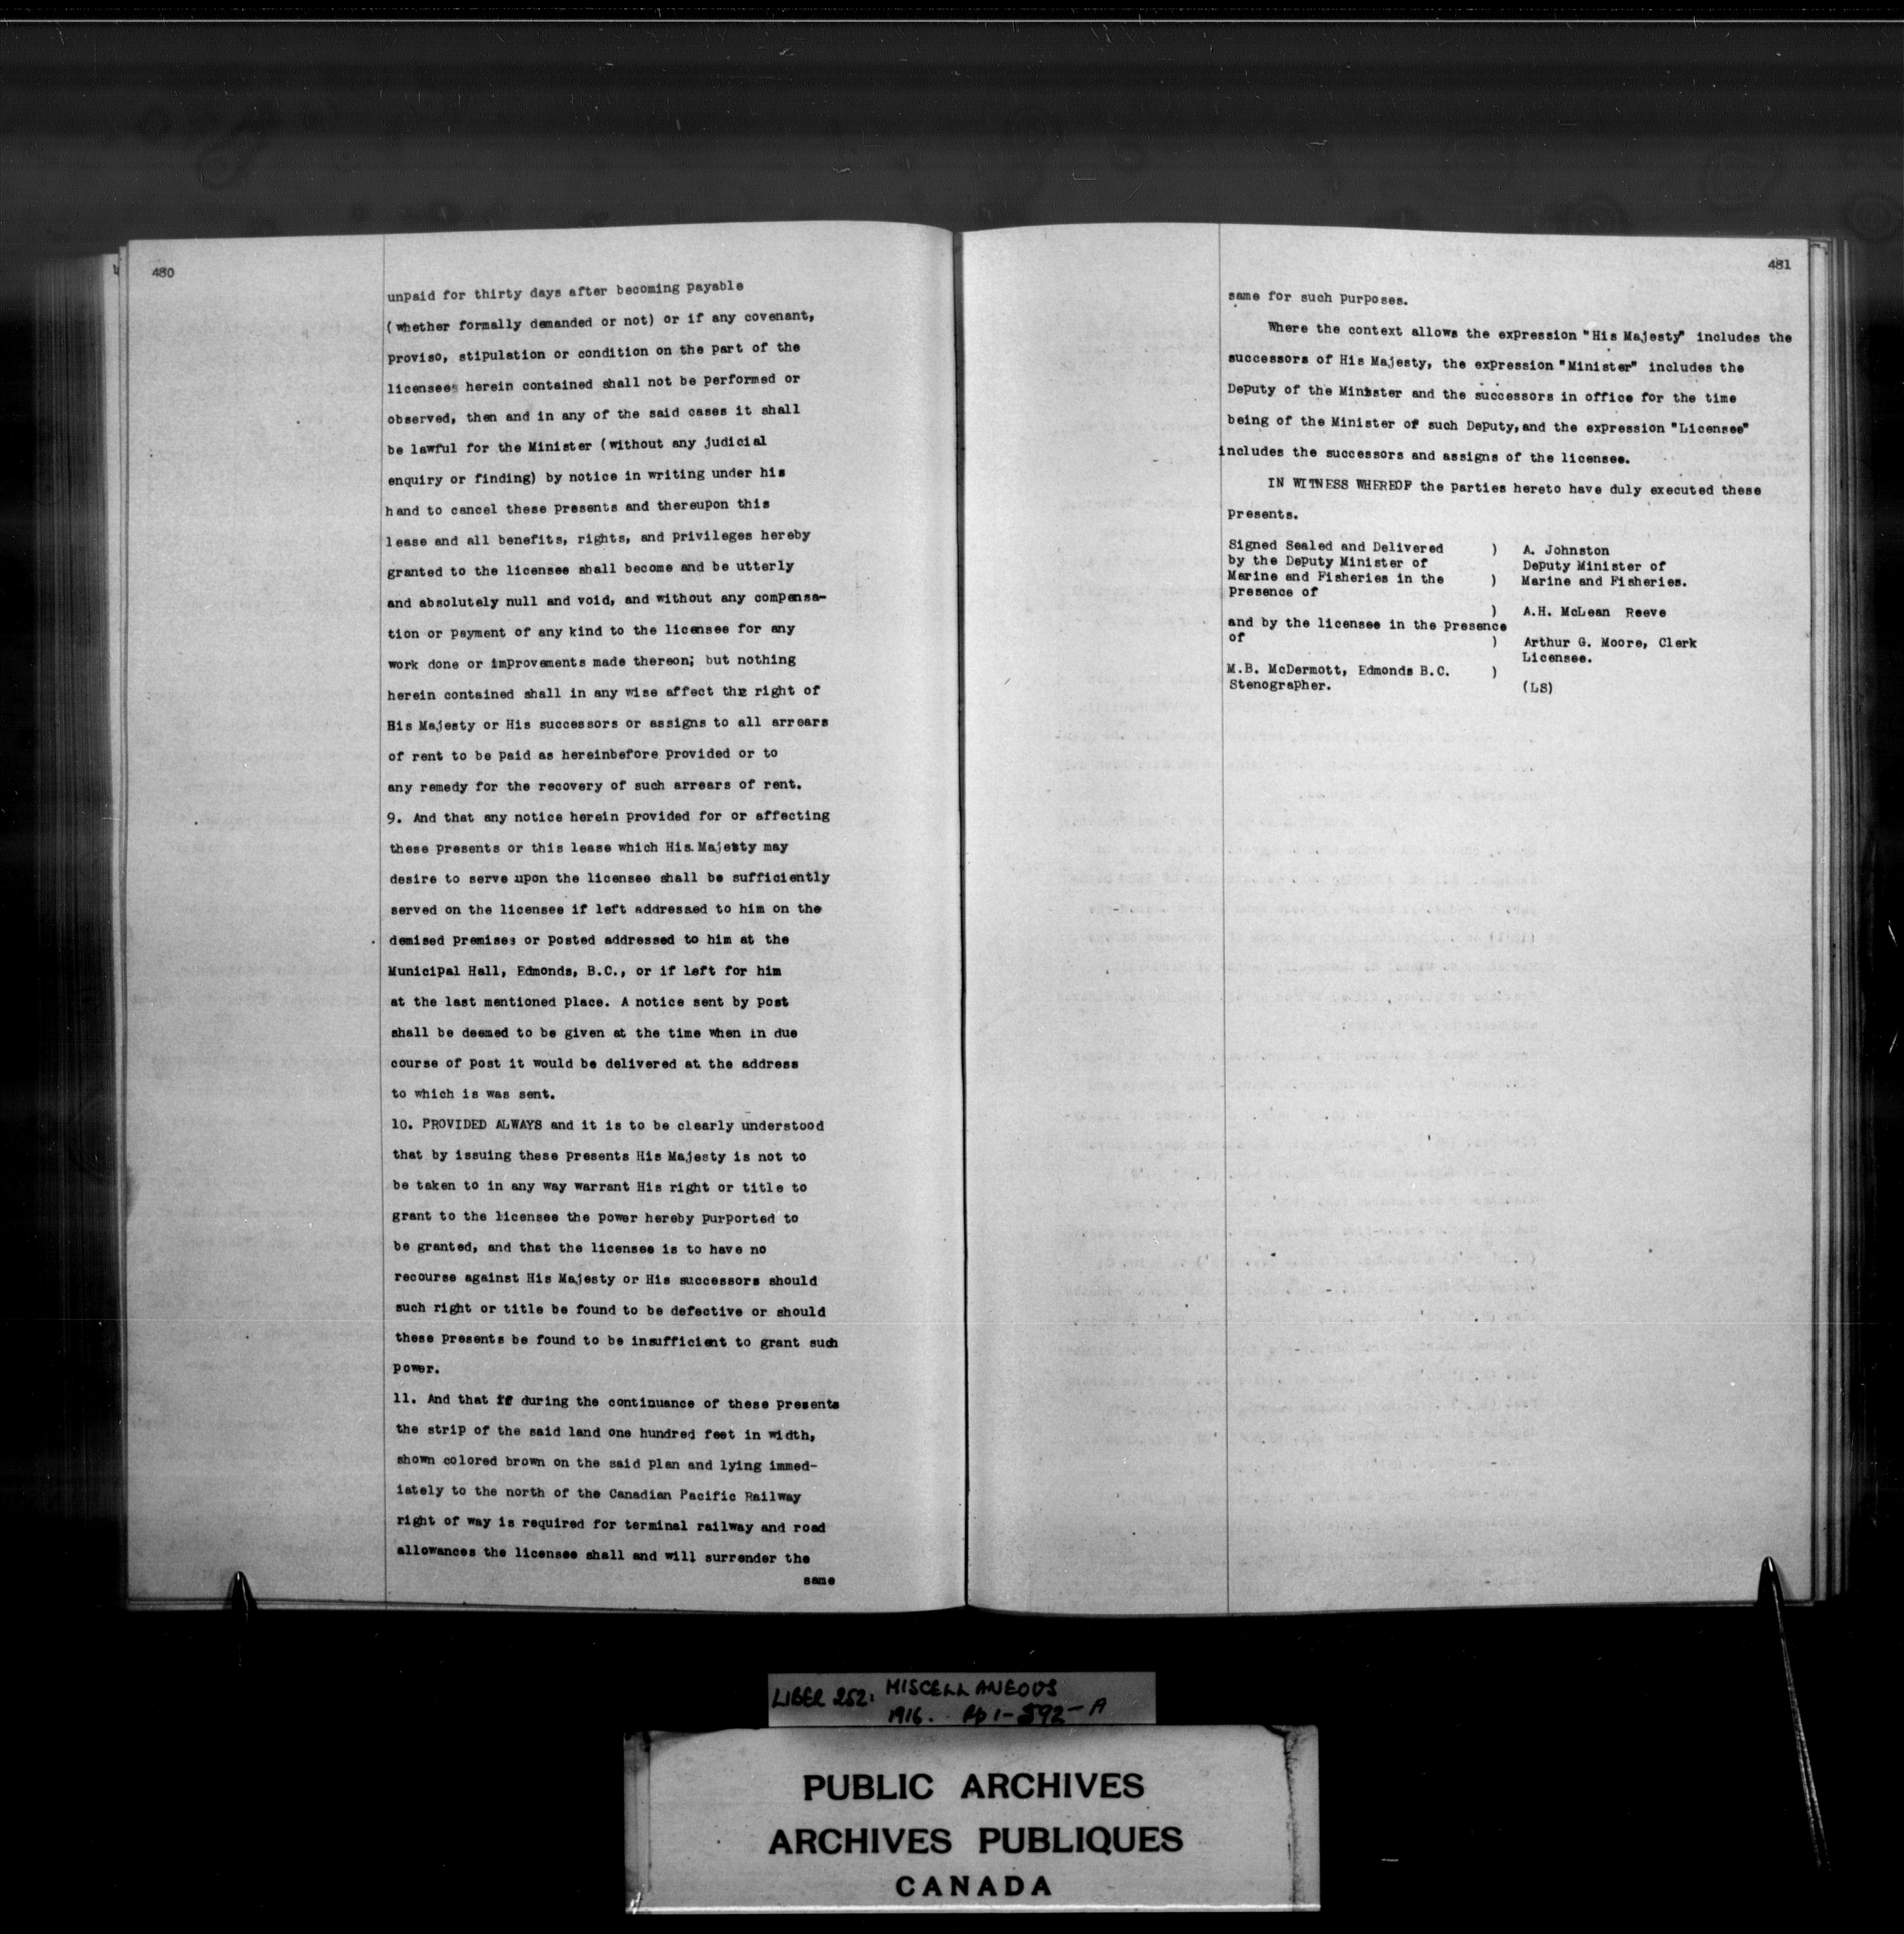 480
unpaid for thirty days after becoming payable
(whether formally demanded or not) or if any covenant,
proviso, stipulation or condition on the part of the
licensees herein contained shall not be performed or
observed, then and in any of the said cases it shall
be lawful for the Minister (without any judicial
enquiry or finding) by notice in writing under his
hand to cancel these presents and thereupon this
lease and all benefits, rights, and privileges hereby
granted to the licensee shall become and be utterly
and absolutely null and void, and without any compensa-
tion or payment of any kind to the licensee for any
work done or improvements made thereon; but nothing
herein contained shall in any wise affect the right of
His Majesty or His successors or assigns to all arrears
of rent to be paid as hereinbefore provided or to
any remedy for the recovery of such arrears of rent.
9. And that any notice herein provided for or affecting
these presents or this lease which His Majesty may
desire to serve upon the licensee shall be sufficiently
served on the licensee if left addressed to him on the
demised premises or posted addressed to him at the
Municipal Hall, Edmonds, B.C., or if left for him
at the last mentioned place. A notice sent by post
shall be deemed to be given at the time when in due
course of post it would be delivered at the address
to which is was sent.
10. PROVIDED ALWAYS and it is to be clearly understood
that by issuing these presents His Majesty is not to
be taken to in any way warrant His right or title to
grant to the licensee the power hereby purported to
be granted, and that the licensee is to have no
recourse against His Majesty or His successors should
such right or title be found to be defective or should
these presents be found to be insufficient to grant such
power.
11. And that if during the continuance of these presents
the strip of the said land one hundred feet in width,
shown colored brown on the said plan and lying immed-
iately to the north of the Canadian Pacific Railway
right of way is required for terminal railway and road
allowances the licensee shall and will surrender the
same
481
same for such purposes.
Where the context allows the expression "His Majesty" includes the
successors of His Majesty, the expression "Minister" includes the
Deputy of the Minister and the successors in office for the time
being of the Minister of such Deputy, and the expression "Licensee"
includes the successors and assigns of the licensee.
IN WITNESS WHEREOF the parties hereto have duly executed these
presents.
Signed Sealed and Delivered ) A. Johnston
by the Deputy Minister of Deputy Minister of
Marine and Fisheries in the ) Marine and Fisheries.
presence of
) A.H. McLean Reeve
and by the licensee in the presence
of ) Arthur G. Moore, Clerk
Licensee.
M.B. McDermott, Edmonds B.C. )
Stenographer. (LS)
LIBER 252: MISCELLANEOUS
1916. Pp 1-592-A
PUBLIC ARCHIVES
ARCHIVES PUBLIQUES
CANADA